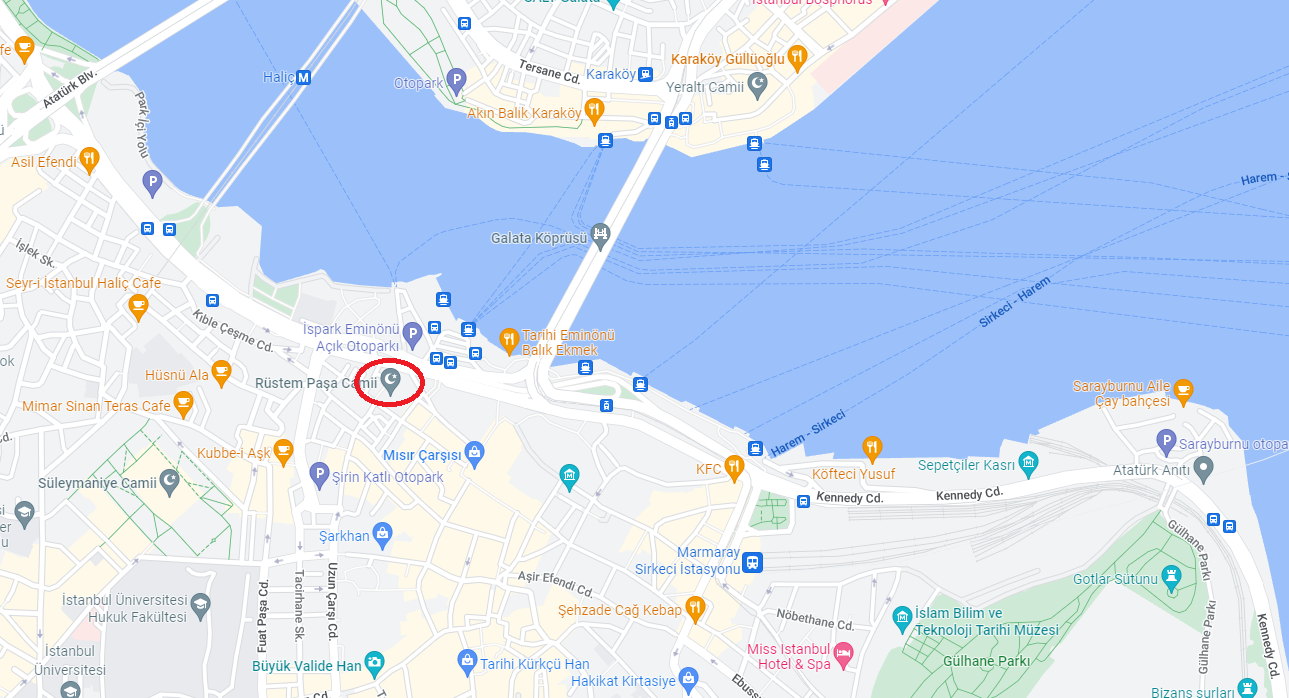 GALT Galata
Istanbul Bosphorus
Tersane Cd.
Karaköy
Karaköy Güllüoğlu
Haliç
M
Otopark
P
Yeraltı Camii
Atatürk Blv.
Akın Balık Karaköy
Park İçi Yolu
Asil Efendi
P
Harem - S
Galata Köprüsü
İşlek Sk.
Seyr-i İstanbul Haliç Cafe
Sirkeci - Harem
Kıble Çeşme Cd.
İspark Eminönü
Açık Otoparkı
P
Tarihi Eminönü
Balık Ekmek
Hüsnü Ala
Rüstem Paşa Camii
Mimar Sinan Teras Cafe
Sarayburnu Aile
Çay bahçesi
Harem - Sirkeci
Kubbe-i Aşk
Mısır Çarşısı
P
Sarayburnu otopa
KFC
Köfteci Yusuf
Sepetçiler Kasrı
Atatürk Anıtı
Süleymaniye Camii
P
Şirin Katlı Otopark
Kennedy Cd.
Kennedy Cd.
Şarkhan
Gülhane Parkı
Marmaray
Sirkeci İstasyonu
Aşir Efendi Cd.
Gotlar Sütunu
İstanbul Üniversitesi
Hukuk Fakültesi
Fuat Paşa Cd.
Tacirhane Sk.
Uzun Çarşı Cd.
Şehzade Cağ Kebap
Nöbethane Cd.
İslam Bilim ve
Teknoloji Tarihi Müzesi
Gülhane Parkı
Kennedy Cd.
İstanbul
Üniversitesi
Büyük Valide Han
Tarihi Kürkçü Han
Miss Istanbul
Hotel & Spa
Gülhane Parkı
Hakikat Kirtasiye
Ebussu
Bizans surları